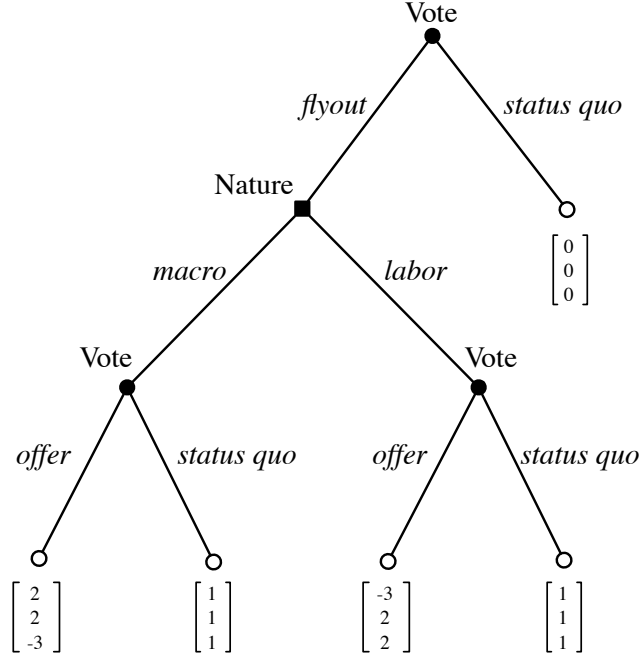 Vote
flyout status quo
Nature
0
0
0
macro labor
Vote Vote
offer status quo offer status quo
2 1 -3 1
2 1 2 1
-3 1 2 1